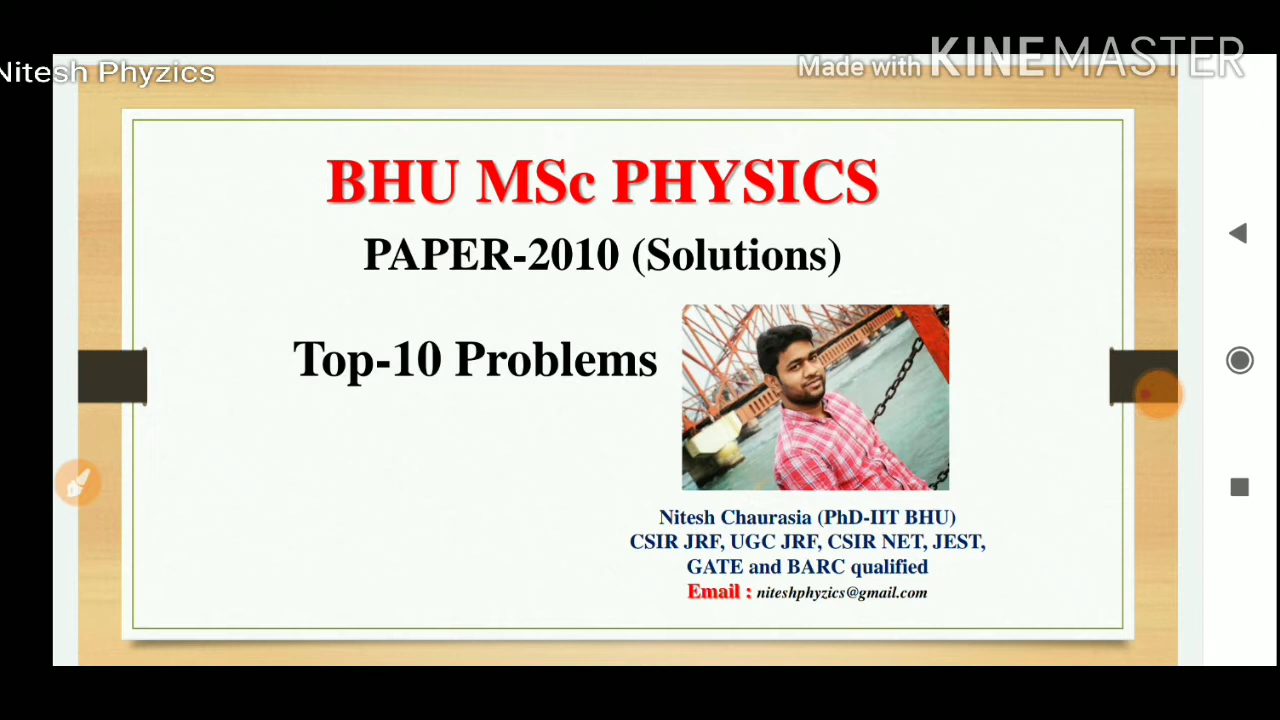 Nitesh Phyzics
Made with KINEMASTER
BHU MSc PHYSICS
PAPER-2010 (Solutions)
Top-10 Problems
Nitesh Chaurasia (PhD-IIT BHU)
CSIR JRF, UGC JRF, CSIR NET, JEST,
GATE and BARC qualified
Email : niteshphyzics@gmail.com